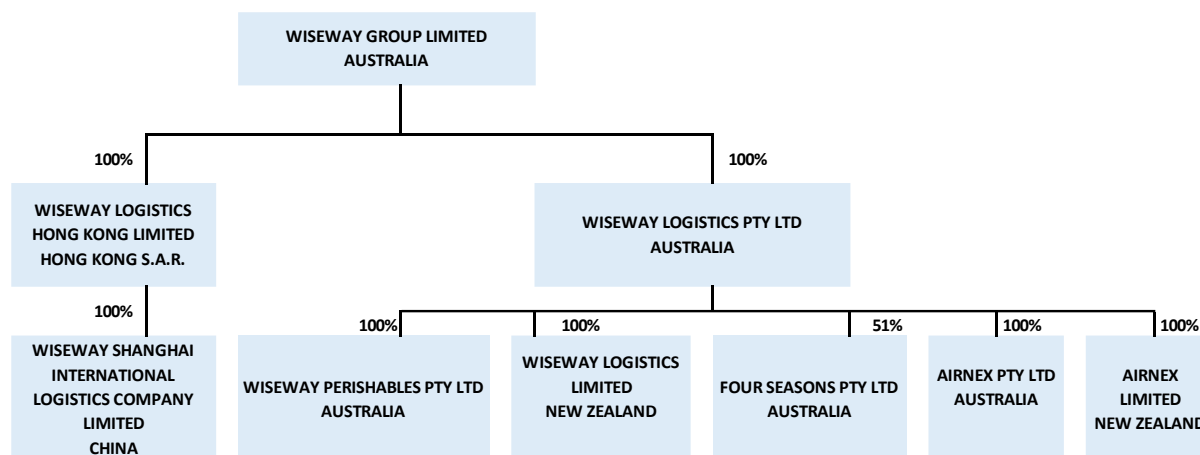 WISEWAY GROUP LIMITED
AUSTRALIA
100%
100%
WISEWAY LOGISTICS
HONG KONG LIMITED
HONG KONG S.A.R.
WISEWAY LOGISTICS PTY LTD
AUSTRALIA
100%
100%
100%
51%
100%
100%
WISEWAY SHANGHAI
INTERNATIONAL
LOGISTICS COMPANY
LIMITED
CHINA
WISEWAY PERISHABLES PTY LTD
AUSTRALIA
WISEWAY LOGISTICS
LIMITED
NEW ZEALAND
FOUR SEASONS PTY LTD
AUSTRALIA
AIRNEX PTY LTD
AUSTRALIA
AIRNEX
LIMITED
NEW ZEALAND